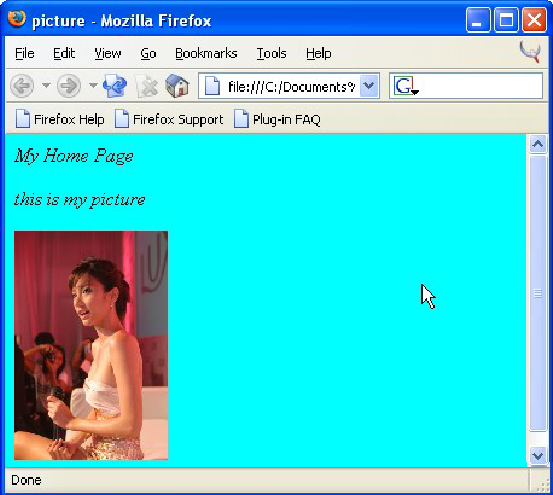 picture - Mozilla Firefox
File Edit View Go Bookmarks Tools Help
file:///C:/Documents%
G
Firefox Help Firefox Support Plug-in FAQ
My Home Page
this is my picture
Done